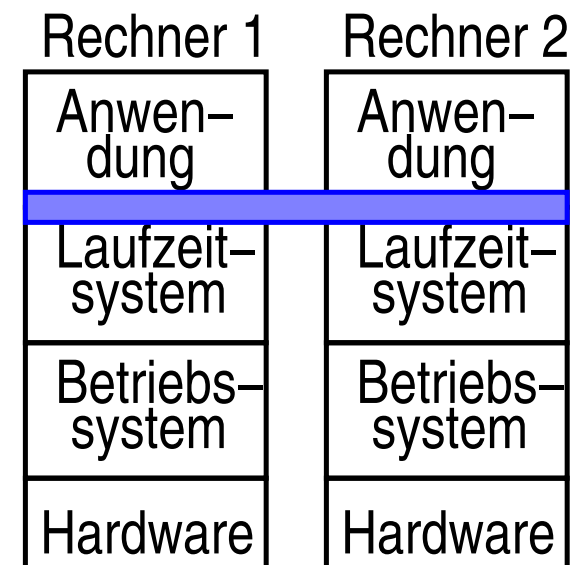 Rechner 1
Rechner 2
Anwen–
dung
Anwen–
dung
Laufzeit–
system
Laufzeit–
system
Betriebs–
system
Betriebs–
system
Hardware
Hardware